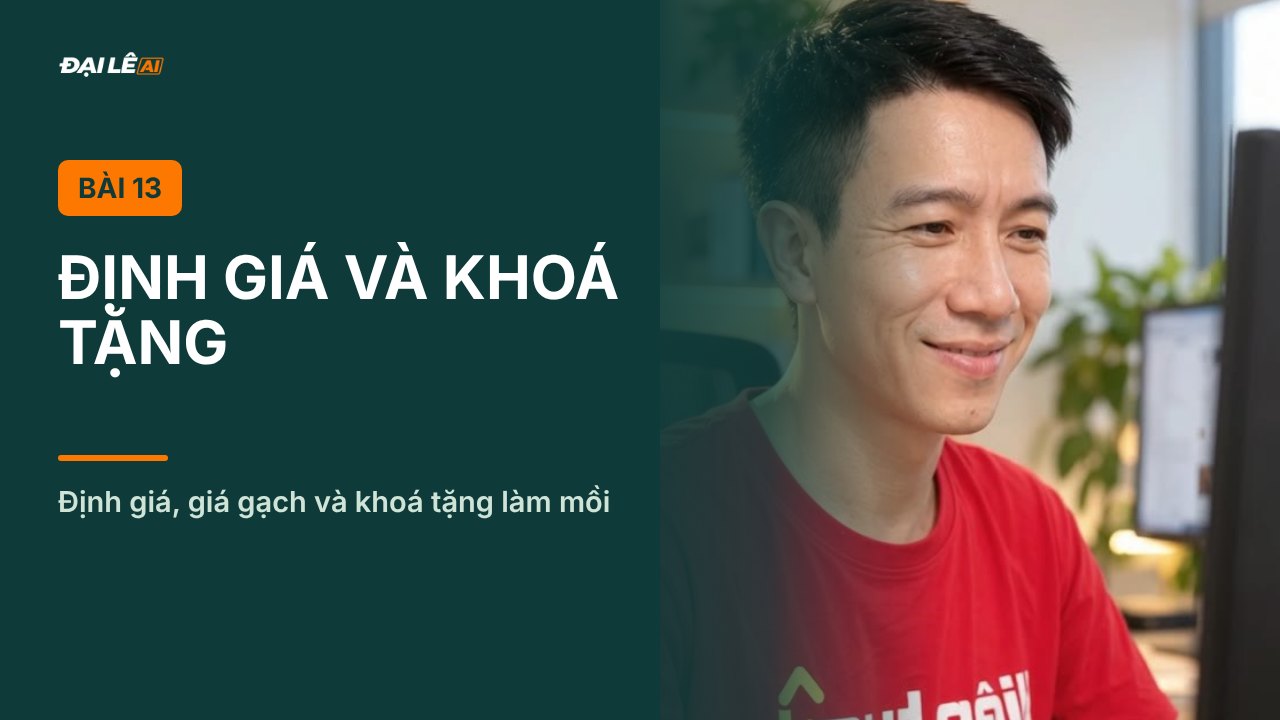 ĐẠI LÊ AI
BÀI 13
ĐỊNH GIÁ VÀ KHOÁ
TẶNG
Định giá, giá gạch và khoá tặng làm mồi